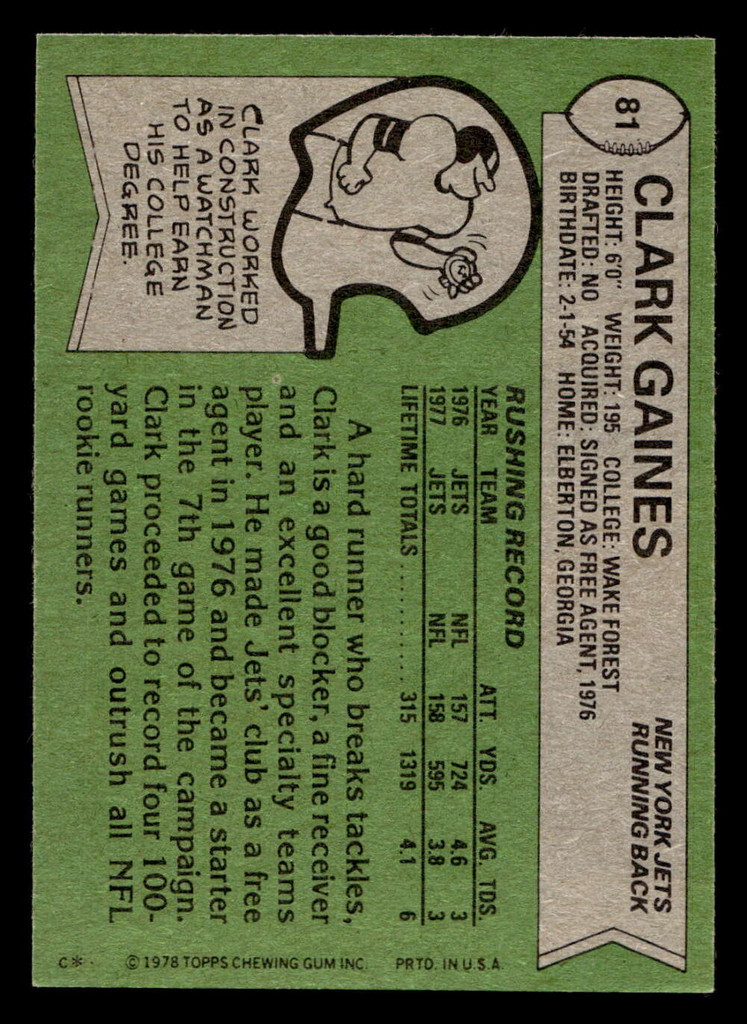 81
CLARK GAINES
NEW YORK JETS
RUNNING BACK
HEIGHT: 6'0" WEIGHT: 195 COLLEGE: WAKE FOREST
DRAFTED: NO ACQUIRED: SIGNED AS FREE AGENT, 1976
BIRTHDATE: 2-1-54 HOME: ELBERTON, GEORGIA
CLARK WORKED
IN CONSTRUCTION
AS A WATCHMAN
TO HELP EARN
HIS COLLEGE
DEGREE.
RUSHING RECORD
YEAR TEAM ATT. YDS. AVG. TDS.
1976 JETS NFL 157 724 4.6 3
1977 JETS NFL 158 595 3.8 3
LIFETIME TOTALS .......... 315 1319 4.1 6
A hard runner who breaks tackles,
Clark is a good blocker, a fine receiver
and an excellent specialty teams
player. He made Jets' club as a free
agent in 1976 and became a starter
in the 7th game of the campaign.
Clark proceeded to record four 100-
yard games and outrush all NFL
rookie runners.
C*. © 1978 TOPPS CHEWING GUM INC. PRTD. IN U.S.A.